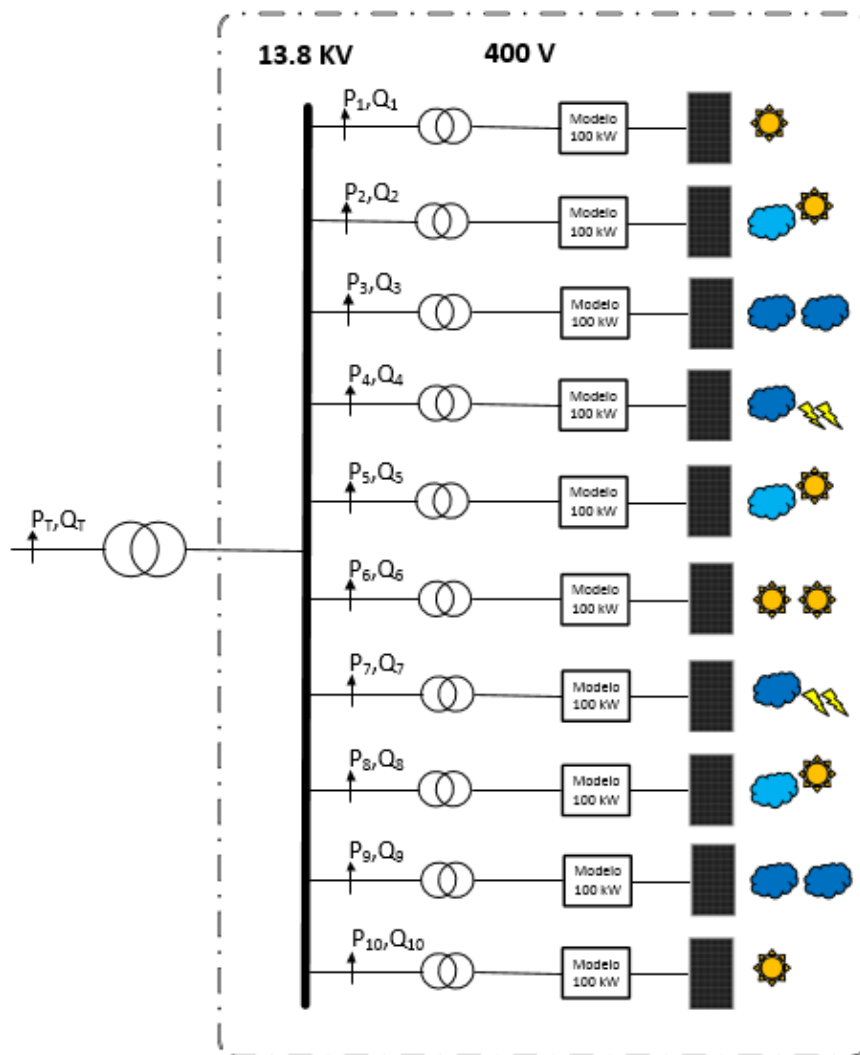 13.8 KV 400 V
P1,Q1
Modelo
100 kW
P2,Q2
Modelo
100 kW
P3,Q3
Modelo
100 kW
P4,Q4
Modelo
100 kW
P5,Q5
Modelo
100 kW
PT,QT
P6,Q6
Modelo
100 kW
P7,Q7
Modelo
100 kW
P8,Q8
Modelo
100 kW
P9,Q9
Modelo
100 kW
P10,Q10
Modelo
100 kW